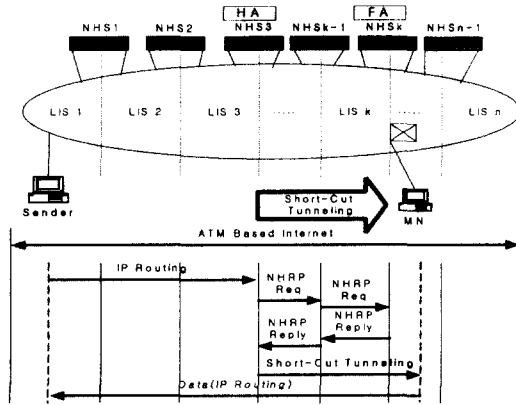 HA FA
NHS1 NHS2 NHS3 NHSk-1 NHSk NHSn-1
LIS 1 LIS 2 LIS 3 ..... LIS k ..... LIS n
Sender
Short-Cut
Tunneling
MN
ATM Based Internet
IP Routing
NHRP
Req
NHRP
Req
NHRP
Reply
NHRP
Reply
Short-Cut Tunneling
Data(IP Routing)